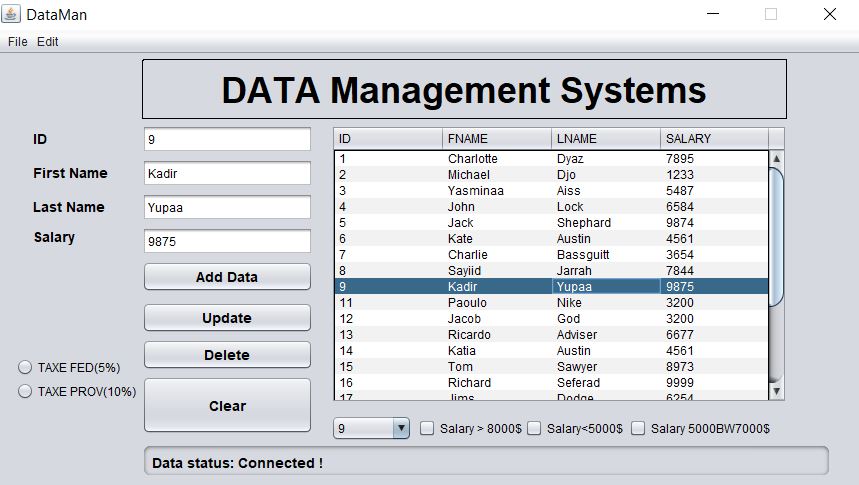 DataMan
File Edit
DATA Management Systems
ID 9
First Name Kadir
Last Name Yupaa
Salary 9875
Add Data
Update
Delete
TAXE FED(5%)
TAXE PROV(10%)
Clear
ID FNAME LNAME SALARY
1 Charlotte Dyaz 7895
2 Michael Djo 1233
3 Yasminaa Aiss 5487
4 John Lock 6584
5 Jack Shephard 9874
6 Kate Austin 4561
7 Charlie Bassguitt 3654
8 Sayiid Jarrah 7844
9 Kadir Yupaa 9875
11 Paoulo Nike 3200
12 Jacob God 3200
13 Ricardo Adviser 6677
14 Katia Austin 4561
15 Tom Sawyer 8973
16 Richard Seferad 9999
17 Jims Dodge 6254
9 Salary > 8000$ Salary<5000$ Salary 5000BW7000$
Data status: Connected !